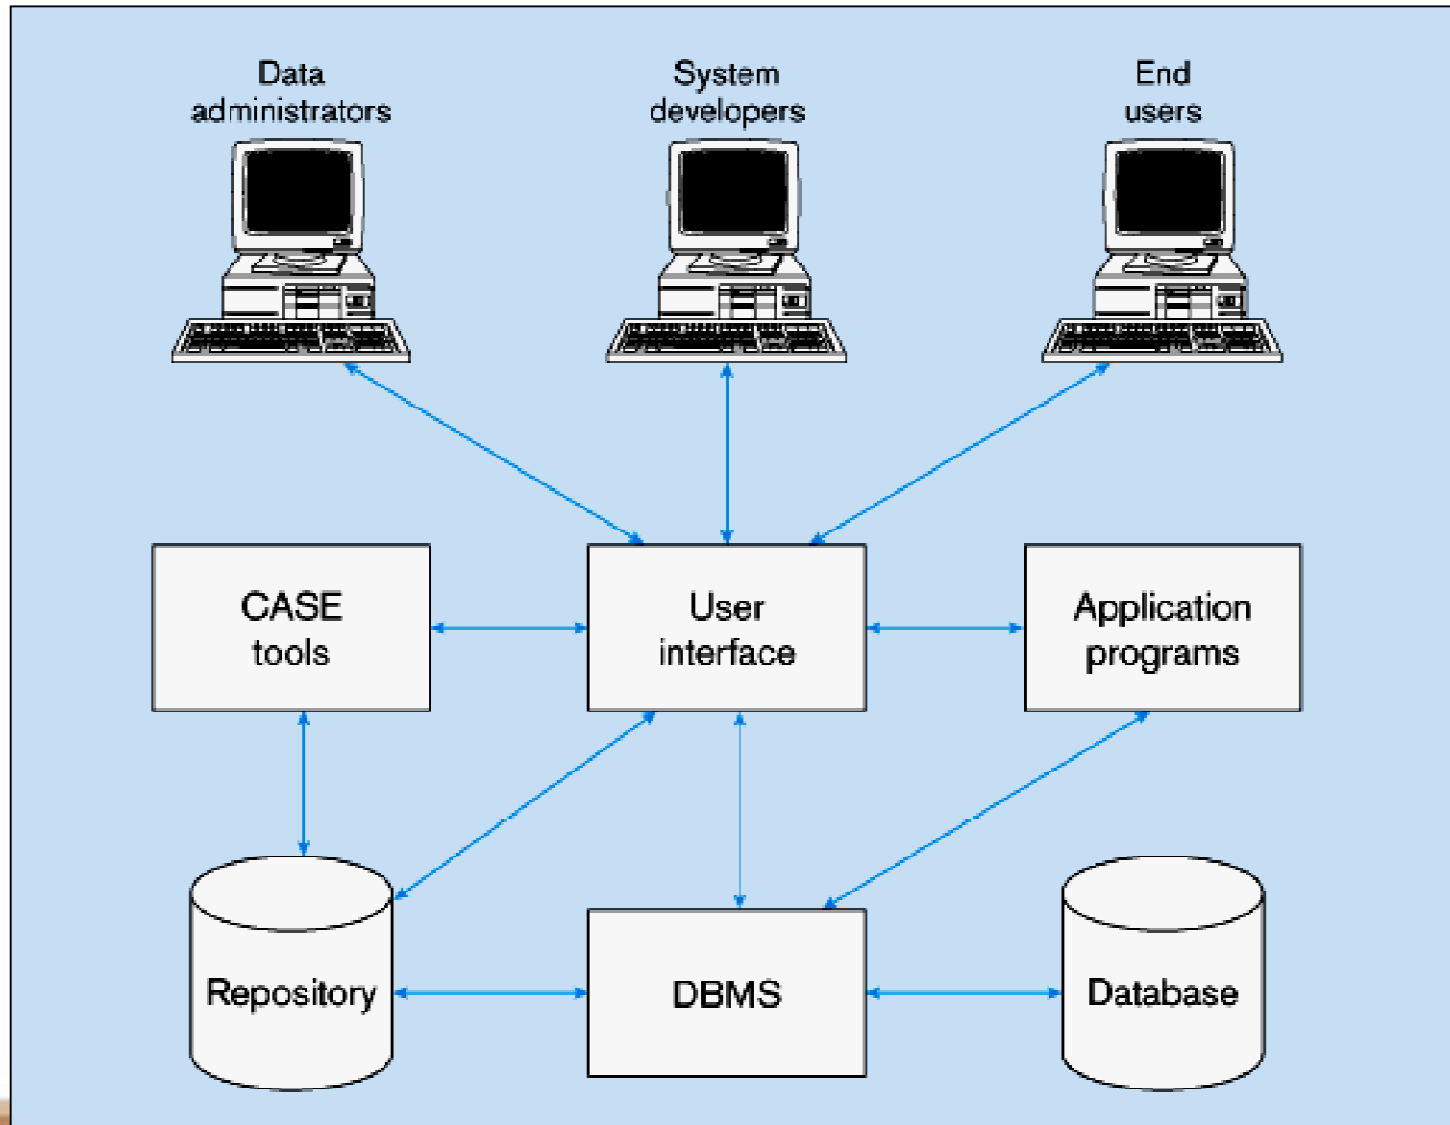 Data
administrators
System
developers
End
users
CASE
tools
User
interface
Application
programs
Repository
DBMS
Database